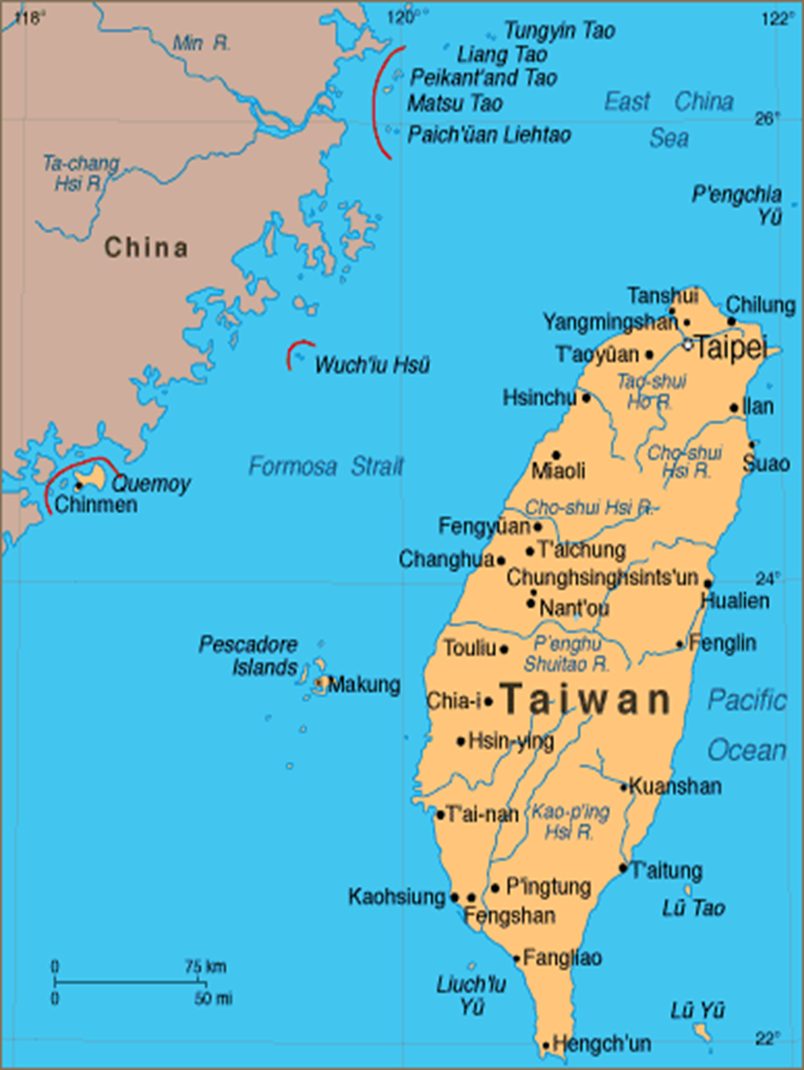 118°
120°
122°
Min R.
Tungyin Tao
Liang Tao
Peikant'and Tao
Matsu Tao
Paich'üan Liehtao
East China
Sea
26°
Ta-chang
Hsi R.
P'engchia
Yü
China
Tanshui
Chilung
Yangmingshan
Taipei
T'aoyüan
Wuch'iu Hsü
Tao-shui
Ho R.
Hsinchu
Ilan
Formosa Strait
Cho-shui
Hsi R.
Suao
Miaoli
Quemoy
Chinmen
Cho-shui Hsi R.
Fengyüan
T'aichung
Changhua
Chunghsinghsints'un
24°
Nant'ou
Hualien
Pescadore
Islands
Touliu
P'enghu
Shuitao R.
Fenglin
Makung
Chia-i
Taiwan
Pacific
Ocean
Hsin-ying
Kuanshan
T'ai-nan
Kao-p'ing
Hsi R.
T'aitung
Kaohsiung
P'ingtung
Fengshan
Lü Tao
Fangliao
0 75 km
0 50 mi
Liuch'iu
Yü
Lü Yü
22°
Hengch'un